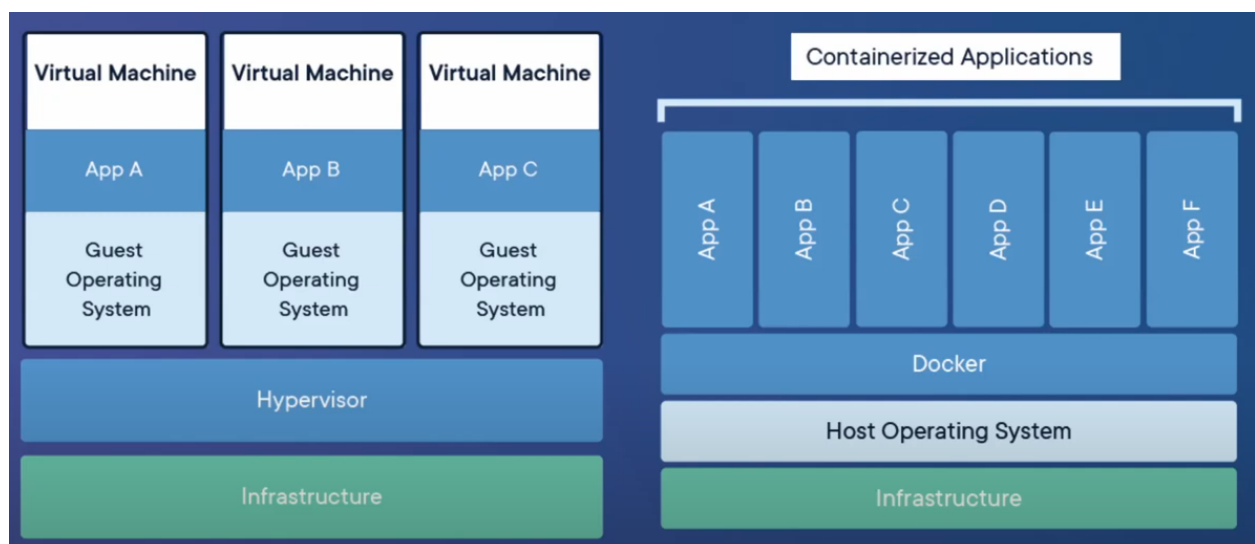 Virtual Machine
Virtual Machine
Virtual Machine
App A
App B
App C
Guest
Operating
System
Guest
Operating
System
Guest
Operating
System
Hypervisor
Infrastructure
Containerized Applications
App A
App B
App C
App D
App E
App F
Docker
Host Operating System
Infrastructure